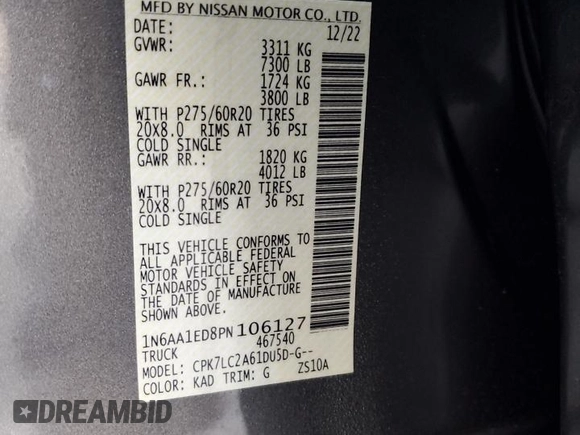 MFD BY NISSAN MOTOR CO., LTD.
DATE: 12/22
GVWR: 3311 KG
7300 LB
GAWR FR.: 1724 KG
3800 LB
WITH P275/60R20 TIRES
20X8.0 RIMS AT 36 PSI
COLD SINGLE
GAWR RR.: 1820 KG
4012 LB
WITH P275/60R20 TIRES
20X8.0 RIMS AT 36 PSI
COLD SINGLE
THIS VEHICLE CONFORMS TO
ALL APPLICABLE FEDERAL
MOTOR VEHICLE SAFETY
STANDARDS IN EFFECT ON
THE DATE OF MANUFACTURE
SHOWN ABOVE.
1N6AA1ED8PN106127
TRUCK 467540
MODEL: CPK7LC2A61DU5D-G--
COLOR: KAD TRIM: G ZS10A
DREAMBID